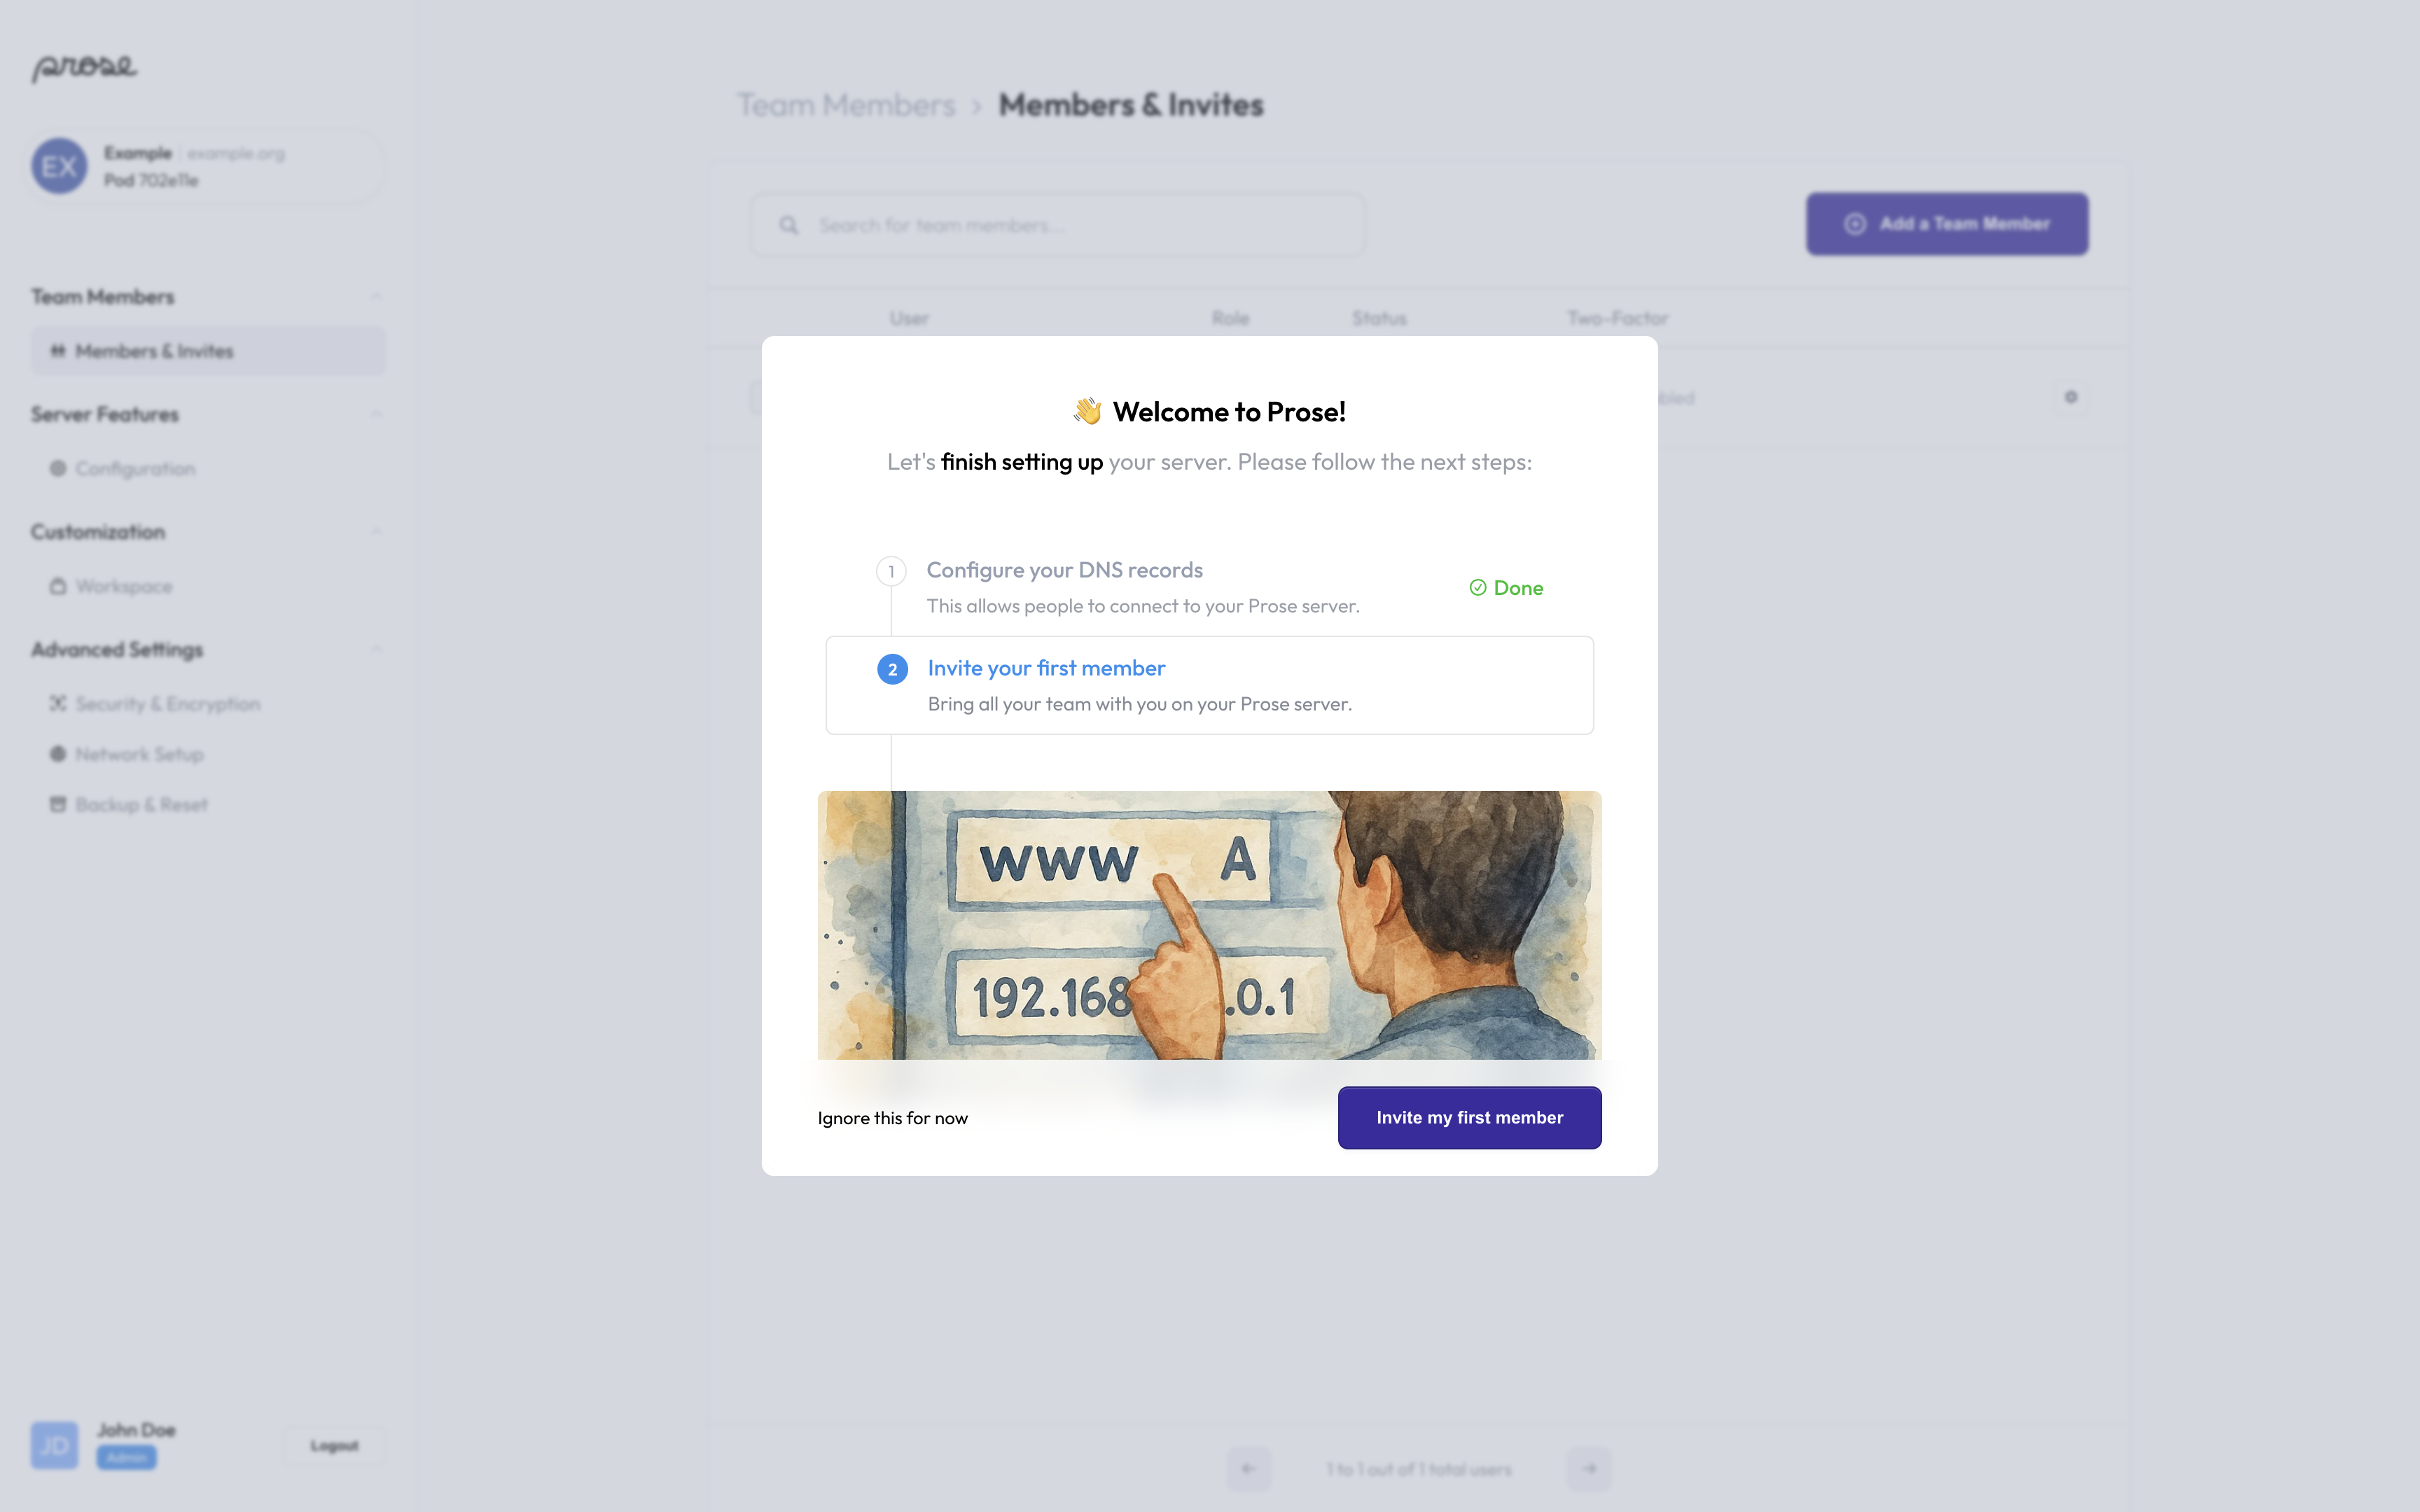 prose
EX
Example example.org
Pod 702e11e
Team Members
Members & Invites
Server Features
Configuration
Customization
Workspace
Advanced Settings
Security & Encryption
Network Setup
Backup & Reset
JD
John Doe
Admin
Logout
Team Members › Members & Invites
Search for team members...
Add a Team Member
User Role Status Two-Factor
👋 Welcome to Prose!
Let's finish setting up your server. Please follow the next steps:
1 Configure your DNS records
This allows people to connect to your Prose server.
Done
2 Invite your first member
Bring all your team with you on your Prose server.
www A
192.168 .0.1
Ignore this for now
Invite my first member
1 to 1 out of 1 total users